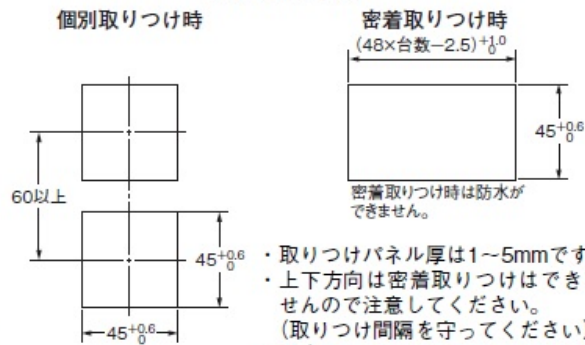 個別取りつけ時
密着取りつけ時
(48×台数−2.5)+1.0 0
45+0.6 0
密着取りつけ時は防水が
できません。
60以上
45+0.6 0
45+0.6 0
・取りつけパネル厚は1〜5mmです
・上下方向は密着取りつけはでき
せんので注意してください。
(取りつけ間隔を守ってください)